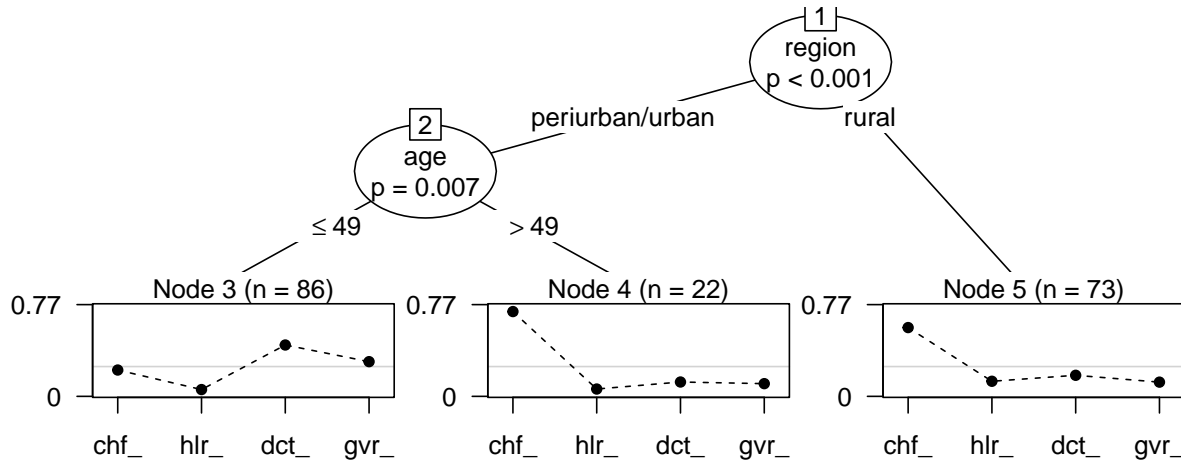 1
region
p < 0.001
periurban/urban
rural
2
age
p = 0.007
≤ 49
> 49
Node 3 (n = 86)
Node 4 (n = 22)
Node 5 (n = 73)
0.77
0.77
0.77
0
0
0
chf_ hlr_ dct_ gvr_
chf_ hlr_ dct_ gvr_
chf_ hlr_ dct_ gvr_